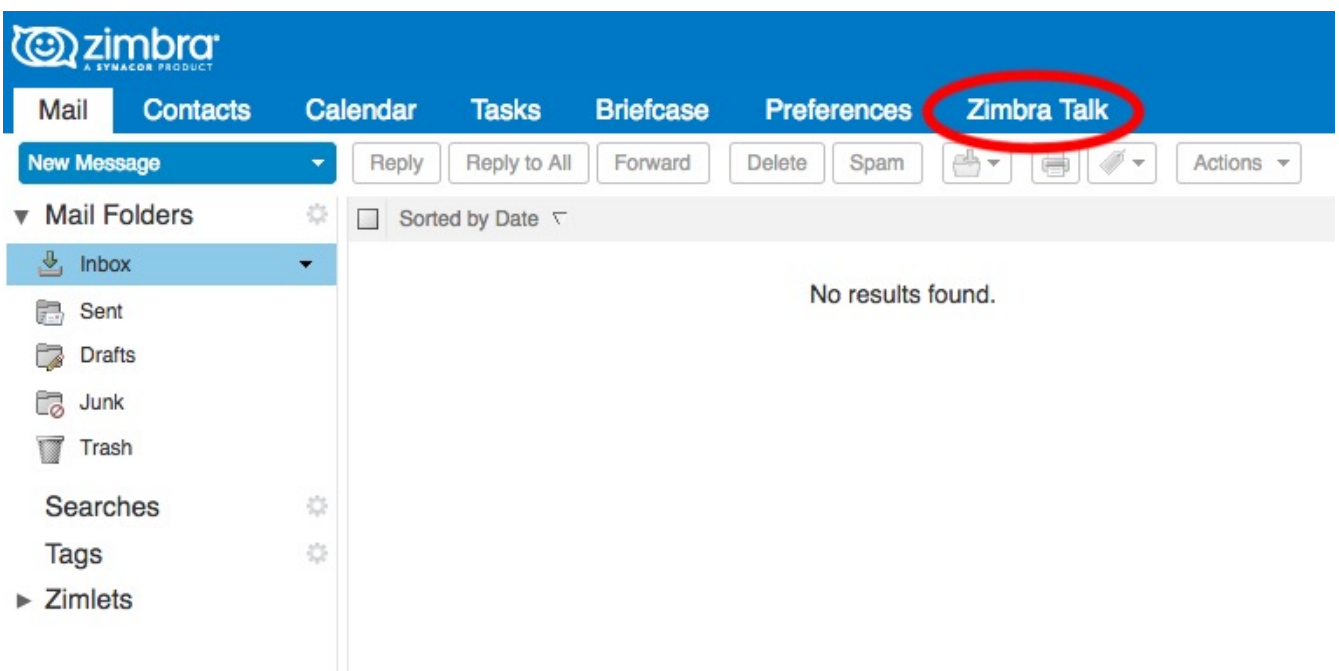 zimbra
A SYNACOR PRODUCT
Mail Contacts Calendar Tasks Briefcase Preferences Zimbra Talk
New Message Reply Reply to All Forward Delete Spam Actions
Mail Folders Sorted by Date
Inbox
No results found.
Sent
Drafts
Junk
Trash
Searches
Tags
Zimlets